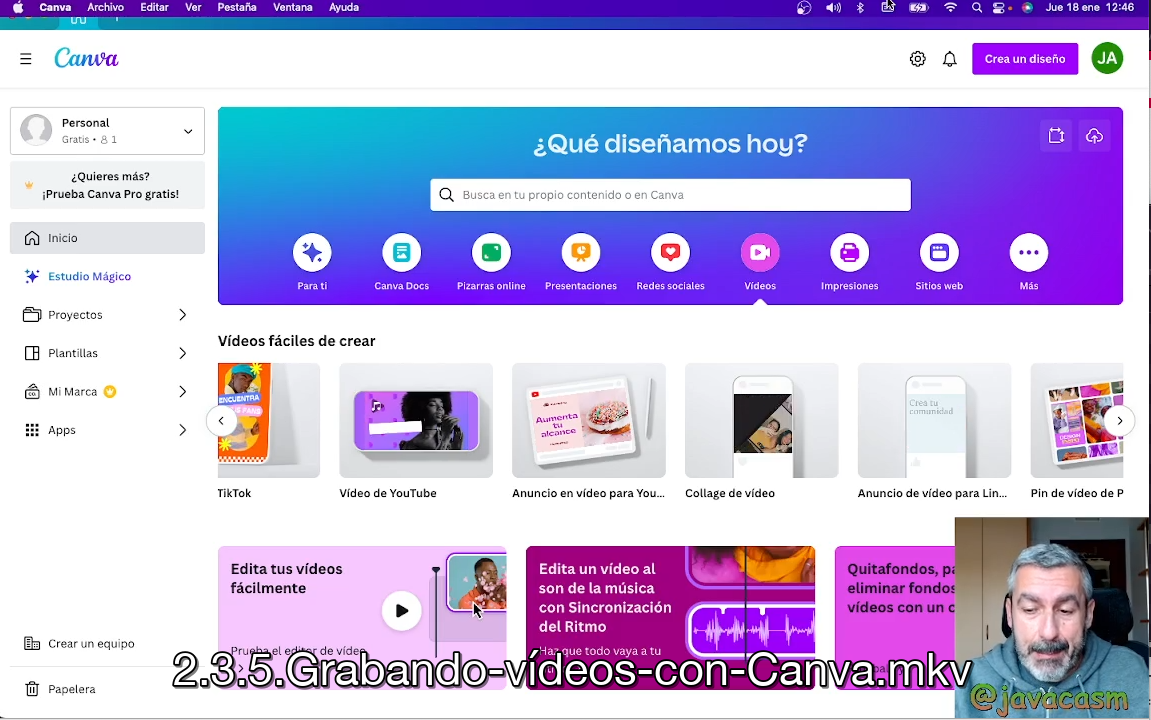 Canva Archivo Editar Ver Pestaña Ventana Ayuda Jue 18 ene 12:46
Canva
Crea un diseño
JA
Personal
Gratis • 1
¿Quieres más?
¡Prueba Canva Pro gratis!
Inicio
Estudio Mágico
Proyectos
Plantillas
Mi Marca
Apps
Crear un equipo
Papelera
¿Qué diseñamos hoy?
Busca en tu propio contenido o en Canva
Para ti
Canva Docs
Pizarras online
Presentaciones
Redes sociales
Vídeos
Impresiones
Sitios web
Más
Vídeos fáciles de crear
Aumenta tu alcance
Crea tu
comunidad
TikTok
Vídeo de YouTube
Anuncio en vídeo para You...
Collage de vídeo
Anuncio de vídeo para Lin...
Pin de vídeo de P
Edita tus vídeos
fácilmente
Prueba el editor de vídeo
Edita un vídeo al
son de la música
con Sincronización
del Ritmo
Haz que todo vaya a tu
Quitafondos, pa
eliminar fondos
vídeos con un c
2.3.5.Grabando-vídeos-con-Canva.mkv
@javacasm